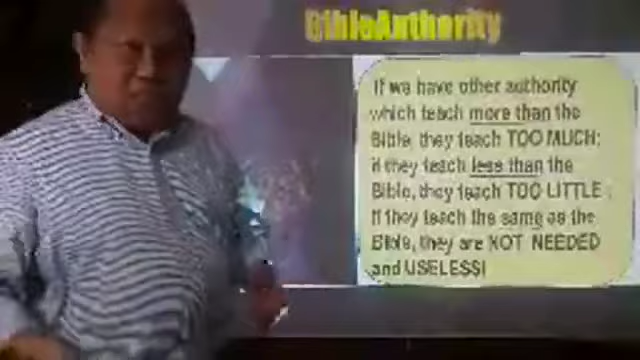 BibleAuthority
If we have other authority
which teach more than the
Bible, they teach TOO MUCH;
if they teach less than the
Bible, they teach TOO LITTLE ;
If they teach the same as the
Bible, they are NOT NEEDED
and USELESS!